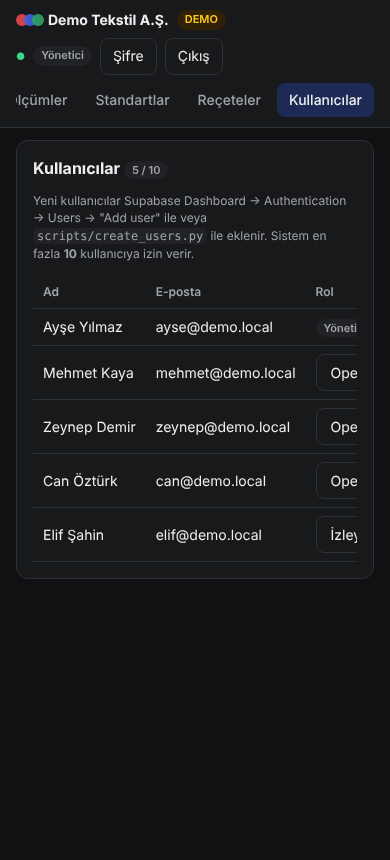 Demo Tekstil A.Ş. DEMO
Yönetici Şifre Çıkış
lçümler Standartlar Reçeteler Kullanıcılar
Kullanıcılar 5 / 10
Yeni kullanıcılar Supabase Dashboard → Authentication
→ Users → "Add user" ile veya
scripts/create_users.py ile eklenir. Sistem en
fazla 10 kullanıcıya izin verir.
Ad E-posta Rol
Ayşe Yılmaz ayse@demo.local Yöneti
Mehmet Kaya mehmet@demo.local Ope
Zeynep Demir zeynep@demo.local Ope
Can Öztürk can@demo.local Ope
Elif Şahin elif@demo.local İzley